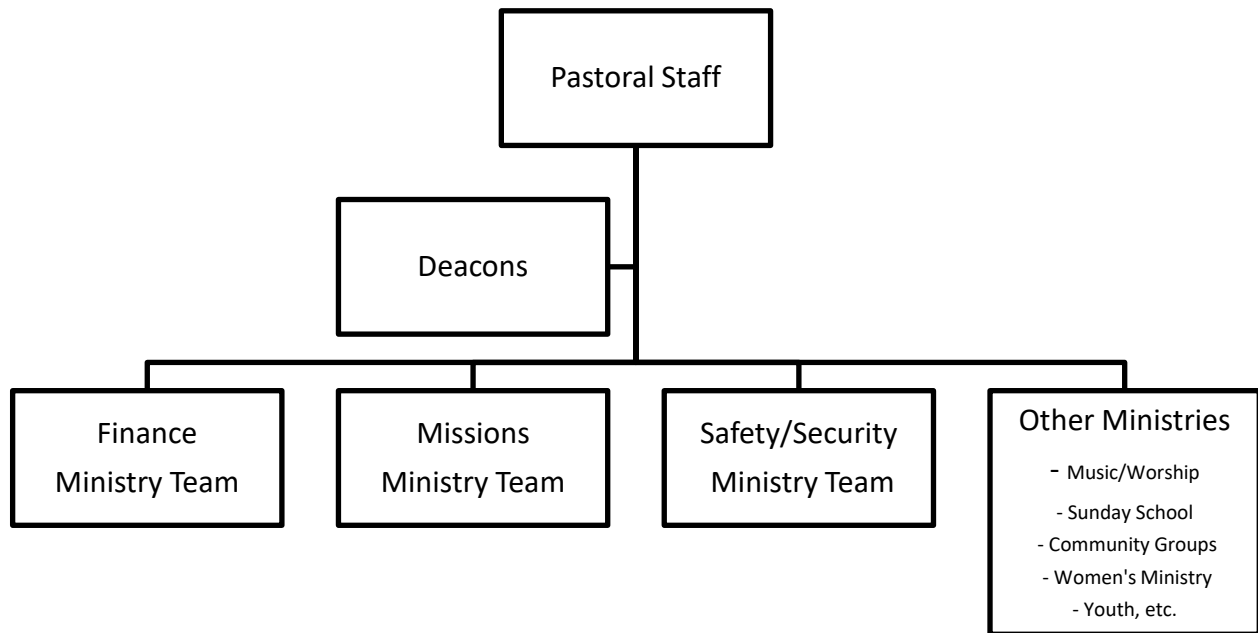 Pastoral Staff
Deacons
Finance
Ministry Team
Missions
Ministry Team
Safety/Security
Ministry Team
Other Ministries
- Music/Worship
- Sunday School
- Community Groups
- Women's Ministry
- Youth, etc.